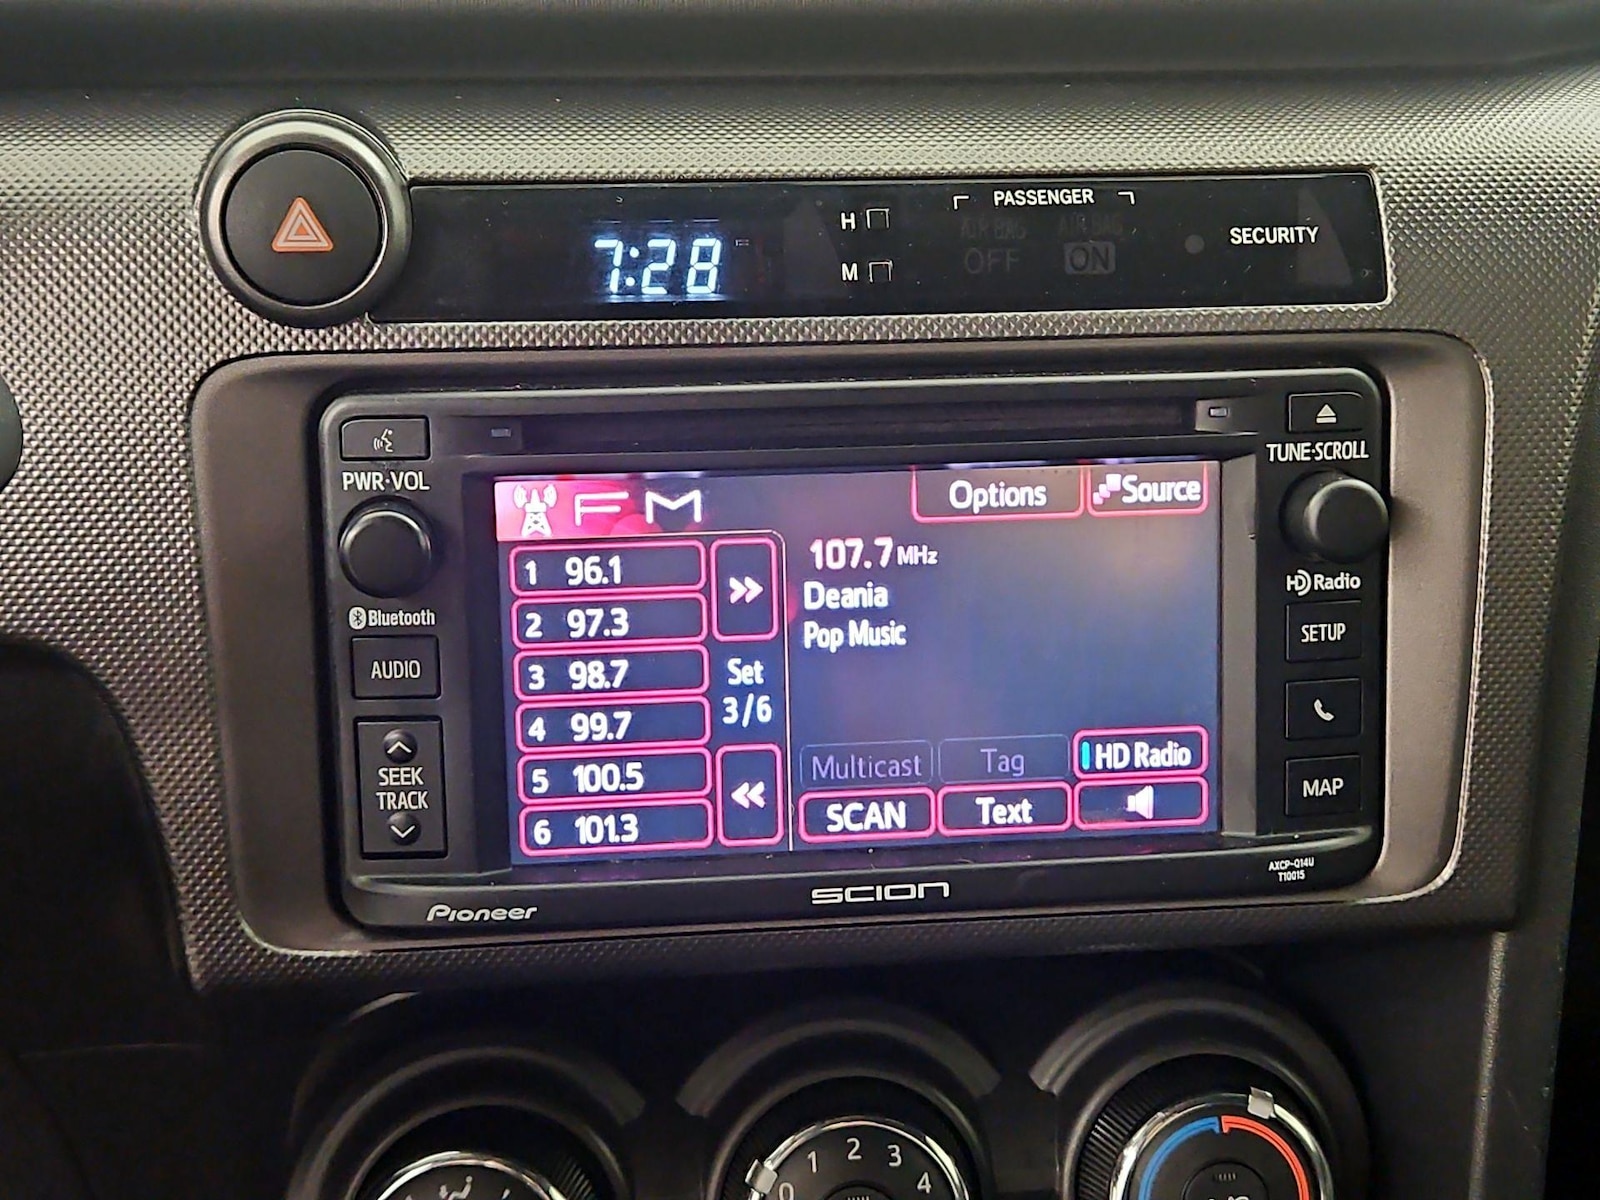 7:28
H
M
PASSENGER
AIR BAG
OFF
AIR BAG
ON
SECURITY
PWR·VOL
TUNE·SCROLL
FM
Options
Source
1 96.1
2 97.3
3 98.7
4 99.7
5 100.5
6 101.3
Set
3/6
107.7 MHz
Deania
Pop Music
Multicast
Tag
HD Radio
SCAN
Text
Bluetooth
AUDIO
SEEK
TRACK
HD Radio
SETUP
MAP
AXCP-Q14U
T10015
Pioneer
SCION
0 1 2 3 4